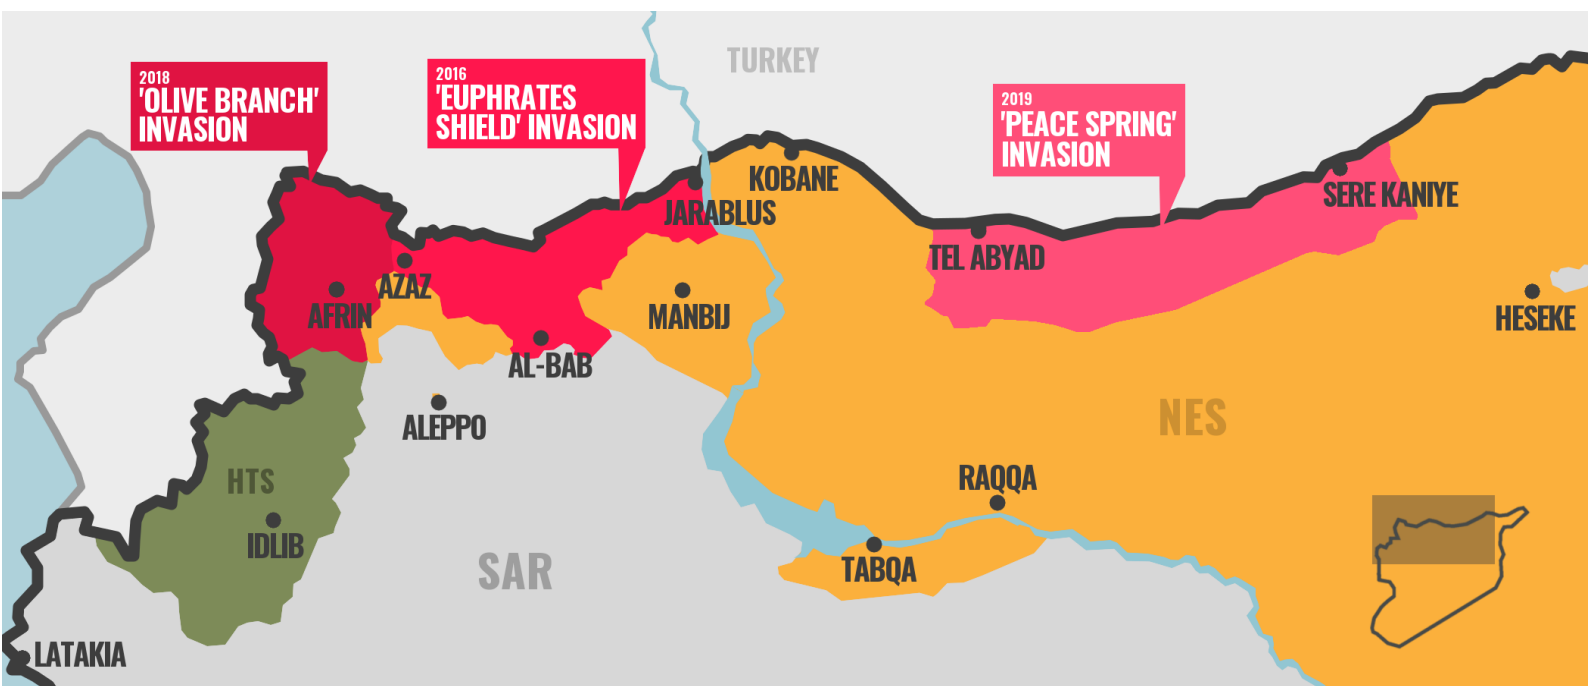 TURKEY
2018
'OLIVE BRANCH'
INVASION
2016
'EUPHRATES
SHIELD' INVASION
2019
'PEACE SPRING'
INVASION
KOBANE
JARABLUS
SERE KANIYE
TEL ABYAD
AZAZ
AFRIN
MANBIJ
HESEKE
AL-BAB
ALEPPO
NES
HTS
RAQQA
IDLIB
SAR
TABQA
LATAKIA